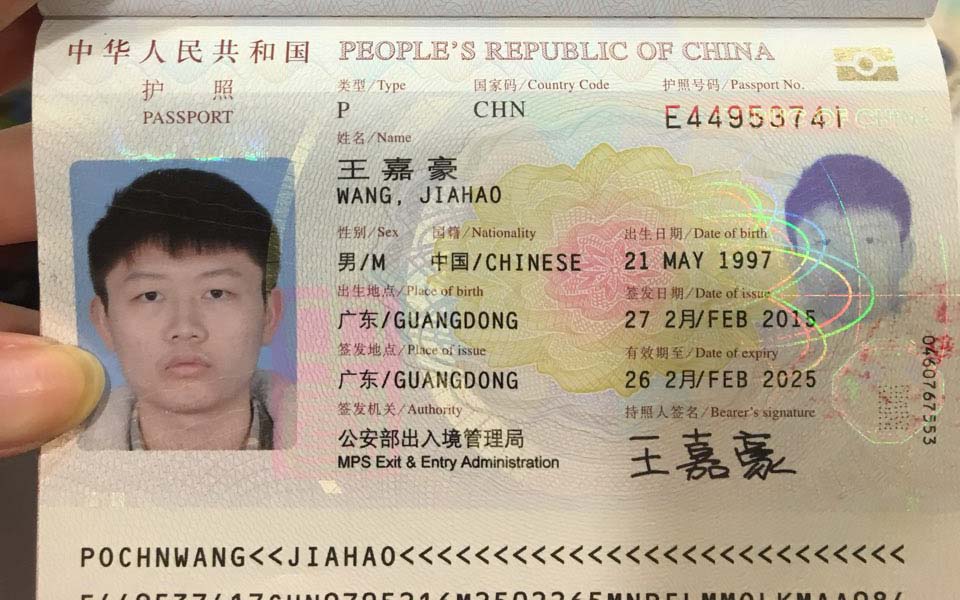 中华人民共和国 PEOPLE'S REPUBLIC OF CHINA
护 照
PASSPORT
类型/Type 国家码/Country Code 护照号码/Passport No.
P CHN E44953741
姓名/Name
王嘉豪
WANG, JIAHAO
性别/Sex 国籍/Nationality 出生日期/Date of birth
男/M 中国/CHINESE 21 MAY 1997
出生地点/Place of birth 签发日期/Date of issue
广东/GUANGDONG 27 2月/FEB 2015
签发地点/Place of issue 有效期至/Date of expiry
广东/GUANGDONG 26 2月/FEB 2025
签发机关/Authority 持照人签名/Bearer's signature
公安部出入境管理局 王嘉豪
MPS Exit & Entry Administration
0460767553
POCHNWANG<<JIAHAO<<<<<<<<<<<<<<<<<<<<<<<<<<<